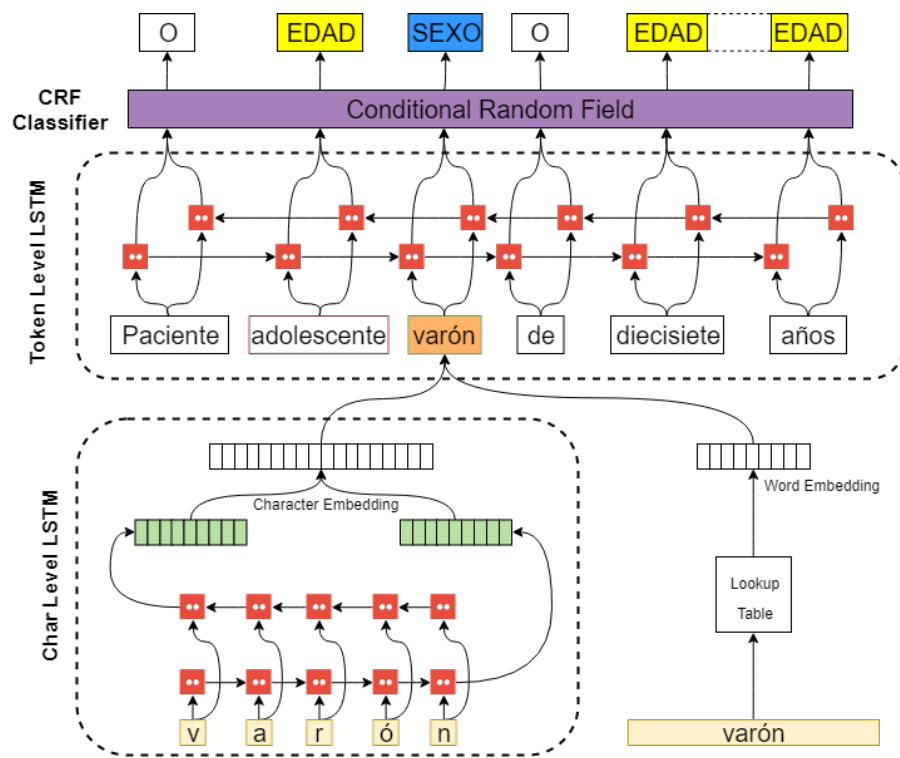 O EDAD SEXO O EDAD EDAD
CRF
Classifier
Conditional Random Field
Token Level LSTM
Paciente adolescente varón de diecisiete años
Char Level LSTM
Character Embedding
Word Embedding
Lookup
Table
v a r ó n
varón